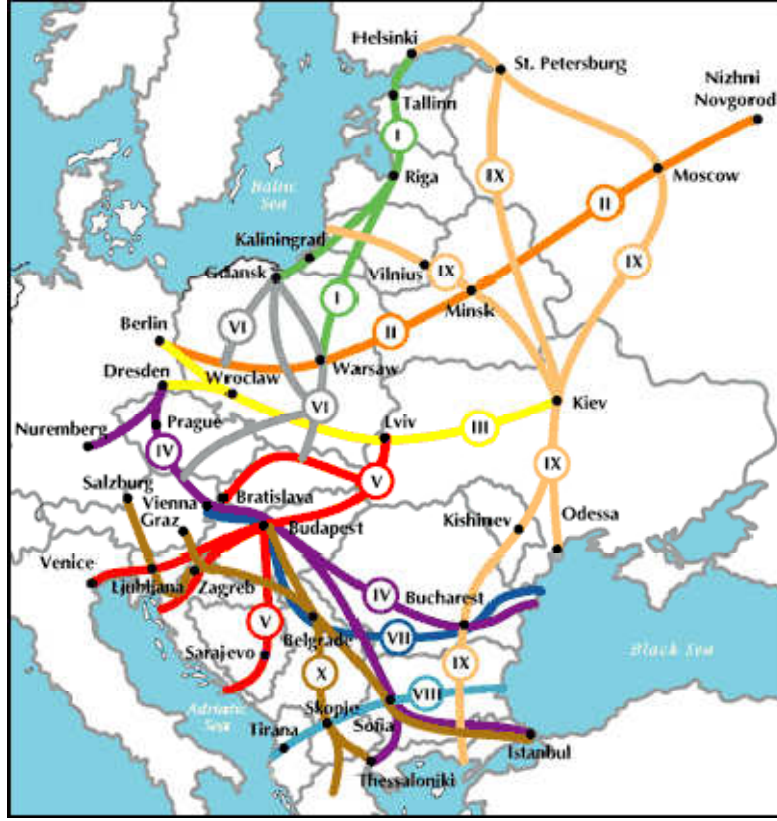 Helsinki
St. Petersburg
Nizhni
Novgorod
Tallinn
I
Riga
IX
Moscow
Baltic
Sea
II
Kaliningrad
IX
IX
Gdansk
Vilnius
I
Minsk
VI
II
Berlin
Warsaw
Dresden
Wroclaw
Kiev
VI
Nuremberg
Prague
Lviv
III
IV
IX
Salzburg
V
Vienna
Bratislava
Graz
Budapest
Kishinev
Odessa
Venice
Ljubljana
Zagreb
IV
Bucharest
V
Belgrade
VII
Sarajevo
IX
Black Sea
X
VIII
Adriatic
Sea
Skopje
Tirana
Sofia
Istanbul
Thessaloniki